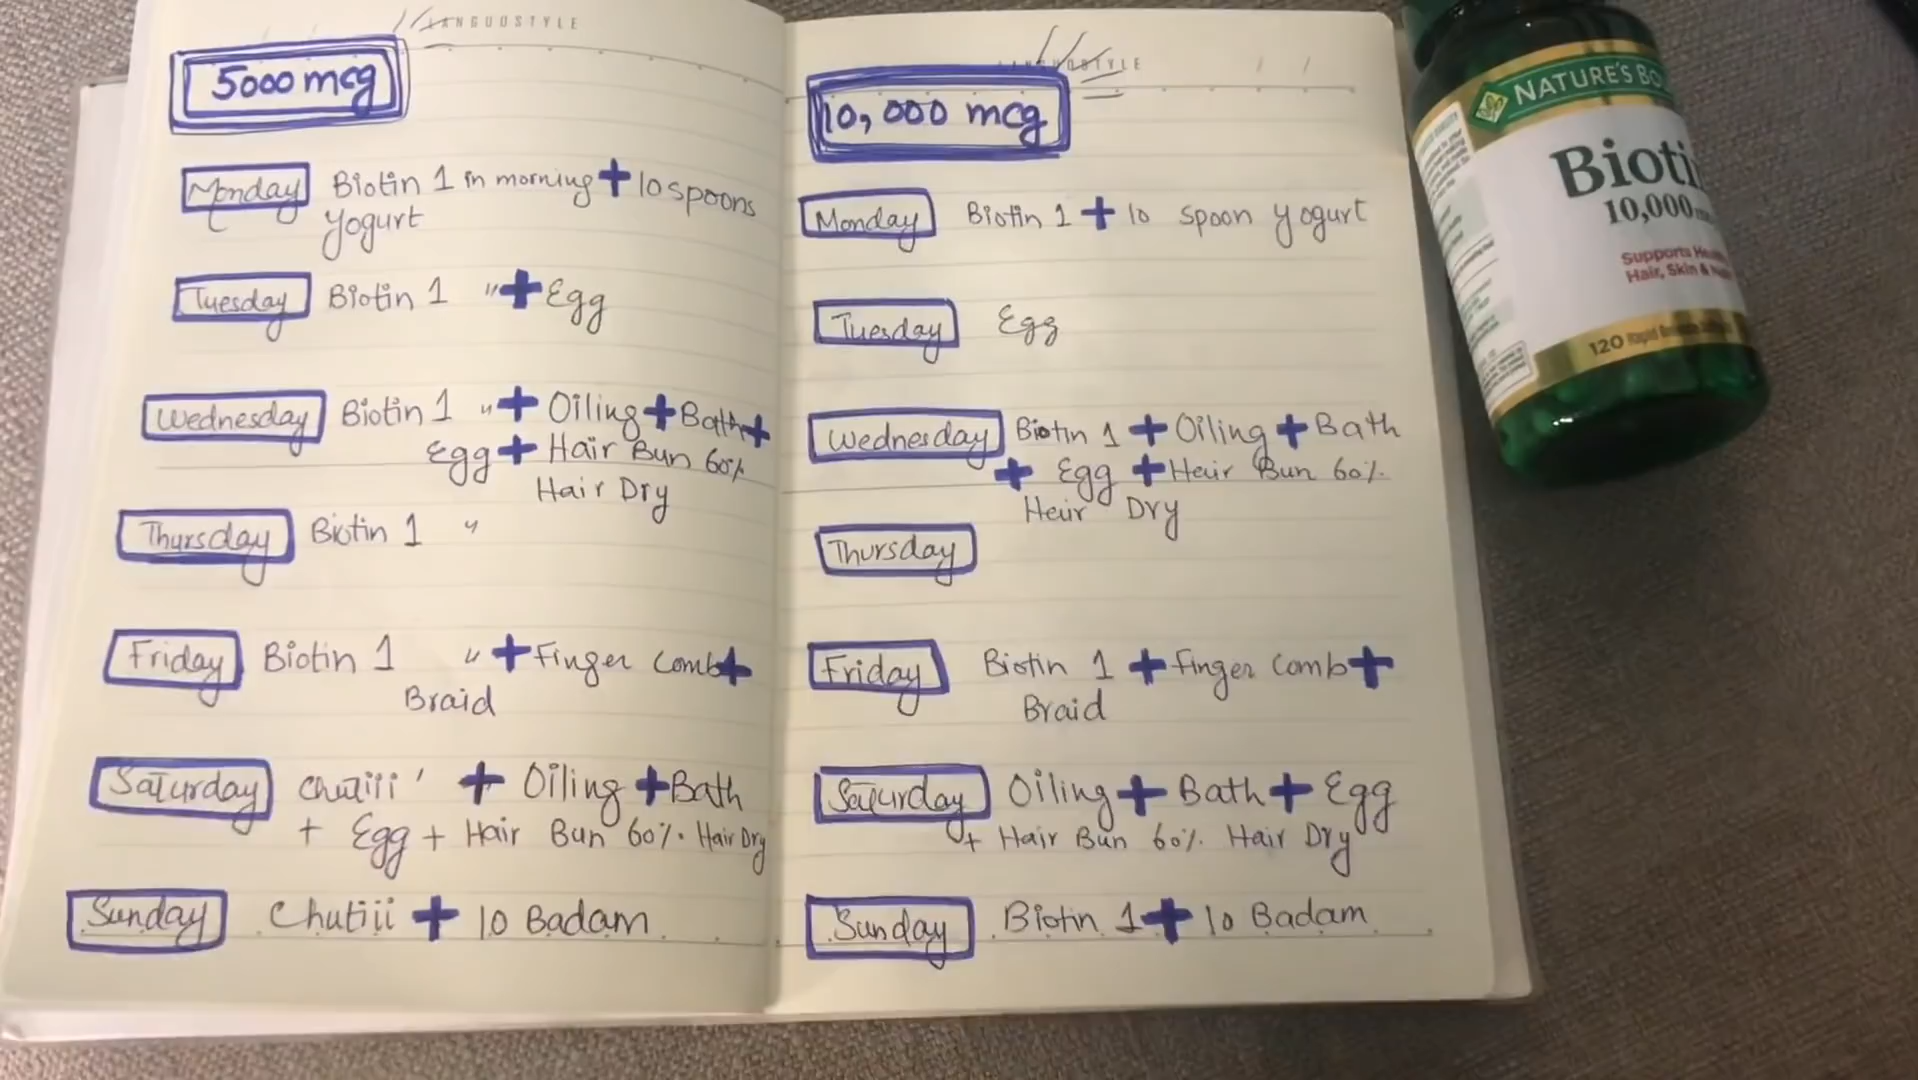 LANGUOSTYLE
5000 mcg
Monday Biotin 1 in morning + 10 spoons
Yogurt
Tuesday Biotin 1 " + Egg
Wednesday Biotin 1 " + Oiling + Bath +
Egg + Hair Bun 60%
Hair Dry
Thursday Biotin 1 "
Friday Biotin 1 " + Finger Comb +
Braid
Saturday Chutiii ' + Oiling + Bath
+ Egg + Hair Bun 60%. Hair Dry
Sunday Chutiii + 10 Badam
LANGUOSTYLE
10,000 mcg
Monday Biotin 1 + 10 spoon Yogurt
Tuesday Egg
Wednesday Biotin 1 + Oiling + Bath
+ Egg + Heir Bun 60%.
Heir Dry
Thursday
Friday Biotin 1 + Finger Comb +
Braid
Saturday Oiling + Bath + Egg
+ Hair Bun 60%. Hair Dry
Sunday Biotin 1 + 10 Badam
NATURE'S BO
Bioti
10,000
Supports He
Hair, Skin & N
120 Rapid